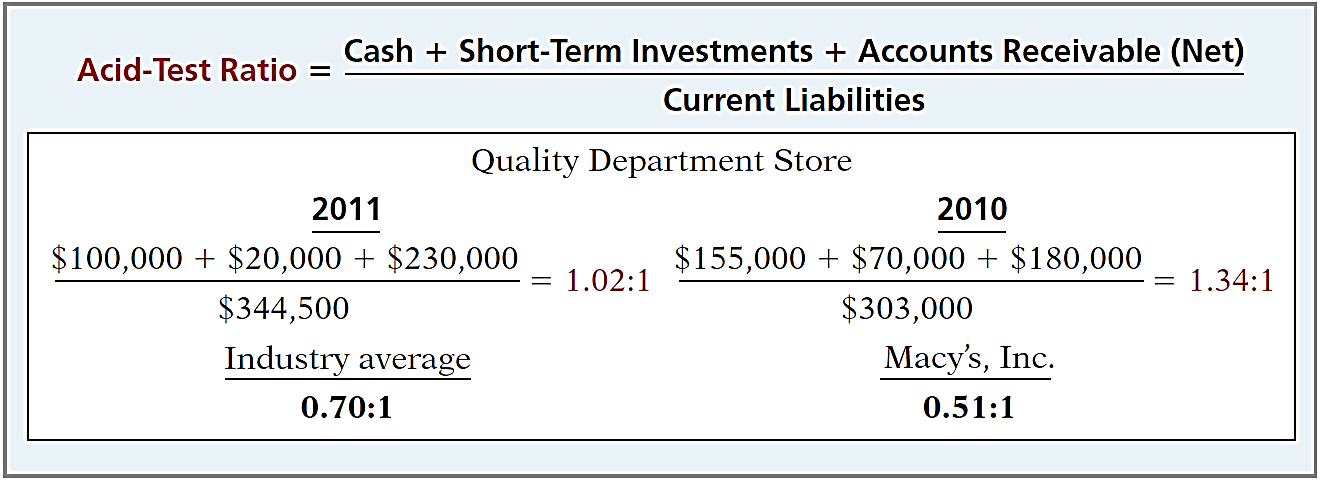 Acid-Test Ratio = Cash + Short-Term Investments + Accounts Receivable (Net)
Current Liabilities
Quality Department Store
2011 2010
$100,000 + $20,000 + $230,000 = 1.02:1 $155,000 + $70,000 + $180,000 = 1.34:1
$344,500 $303,000
Industry average Macy's, Inc.
0.70:1 0.51:1